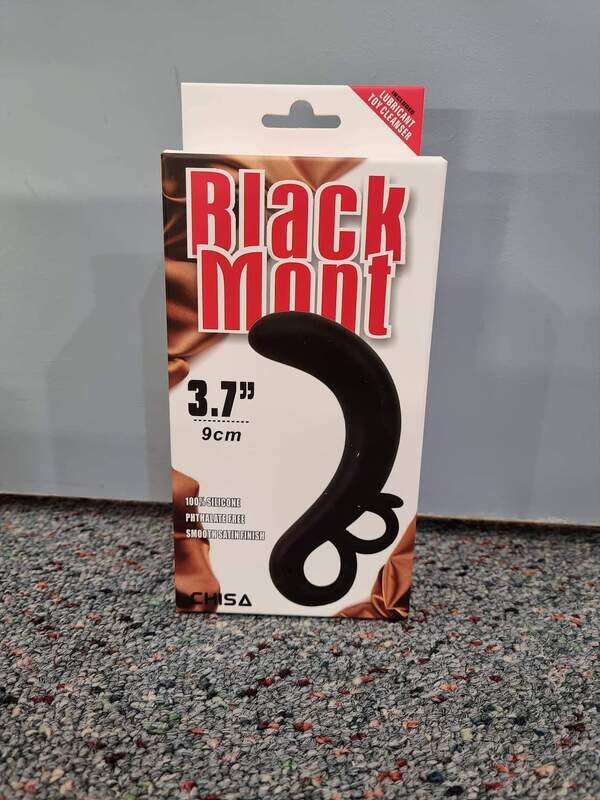 INCLUDED
LUBRICANT
TOY CLEANSER
Black
Mont
3.7"
9cm
100% SILICONE
PHTHALATE FREE
SMOOTH SATIN FINISH
CHISA